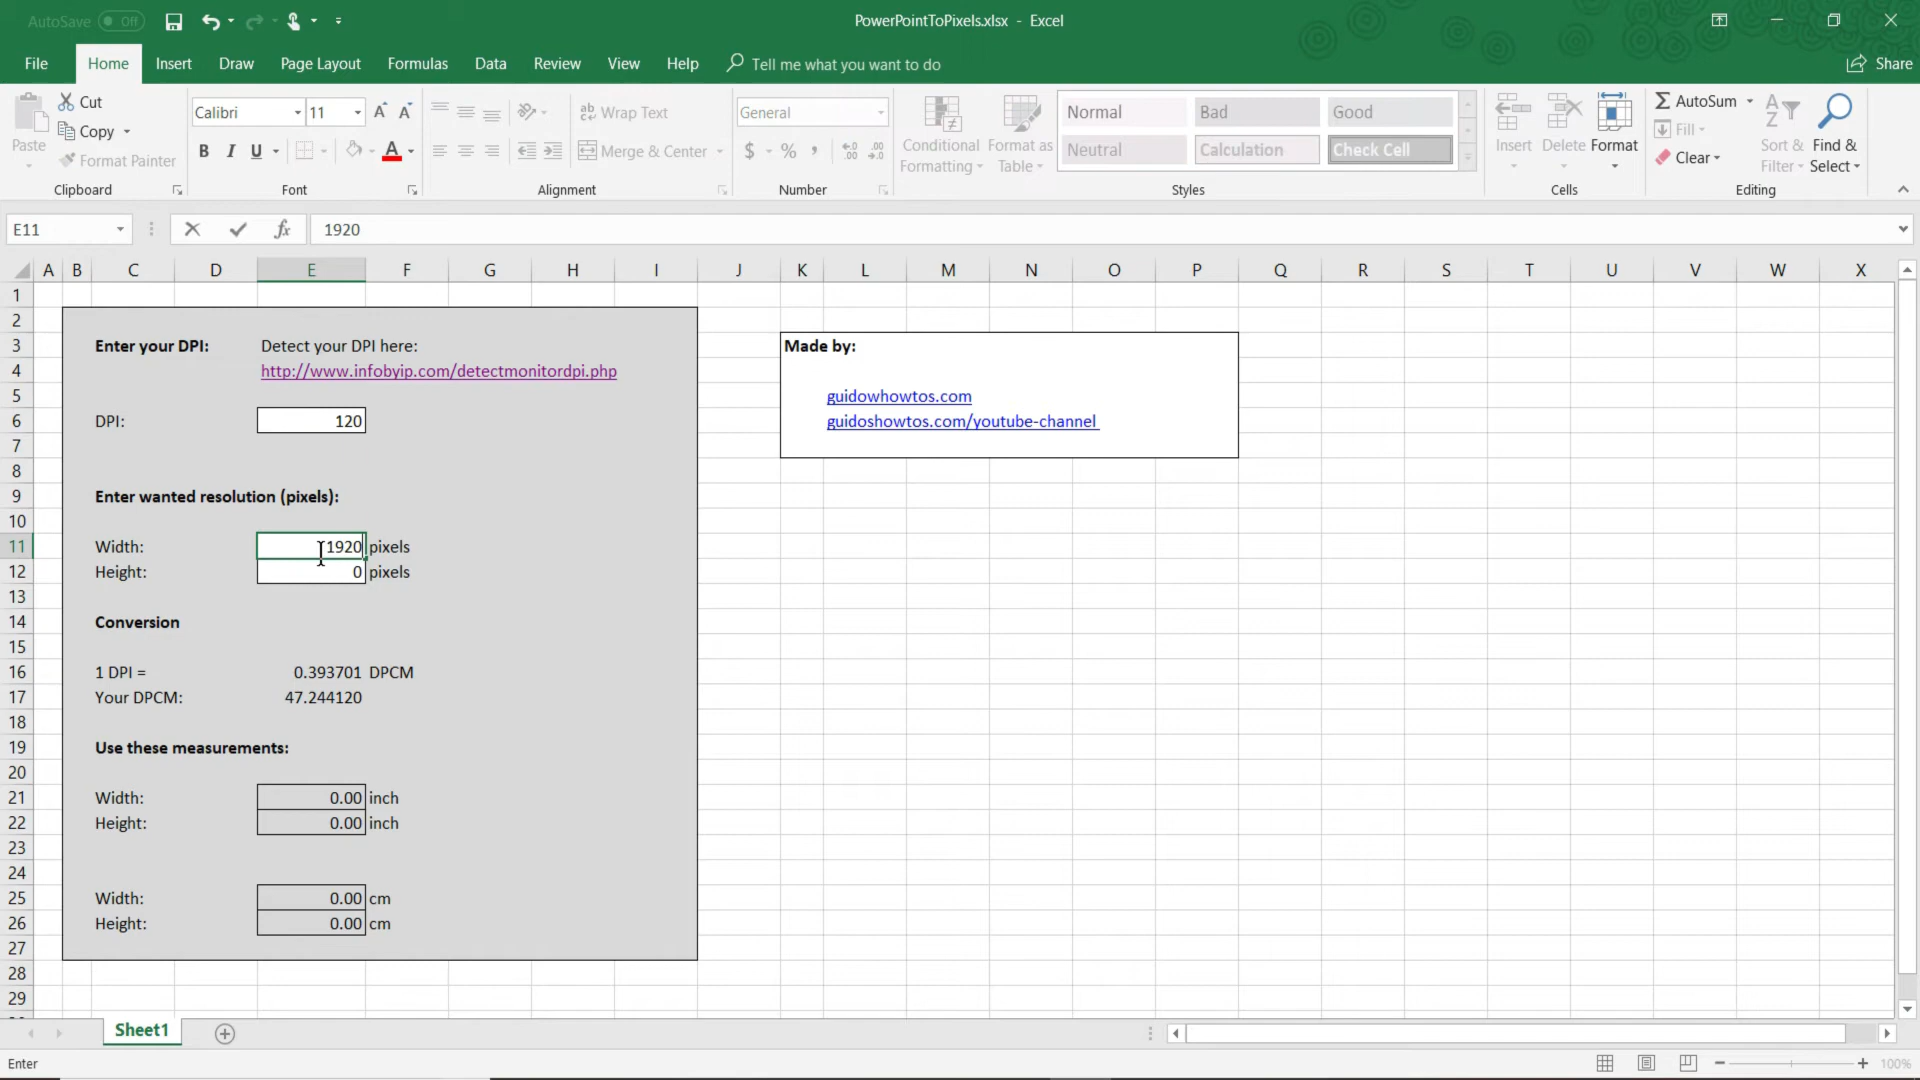 AutoSave Off
PowerPointToPixels.xlsx - Excel
File Home Insert Draw Page Layout Formulas Data Review View Help Tell me what you want to do Share
Paste
Cut
Copy
Format Painter
Clipboard
Calibri 11
B I U A
Font
Wrap Text
Merge & Center
Alignment
General
$ % ,
Number
Conditional Formatting
Format as Table
Normal Bad Good
Neutral Calculation Check Cell
Styles
Insert Delete Format
Cells
AutoSum
Fill
Clear
Sort & Filter
Find & Select
Editing
E11 fx 1920
A B C D E F G H I J K L M N O P Q R S T U V W X
1
2
3 Enter your DPI: Detect your DPI here: Made by:
4 http://www.infobyip.com/detectmonitordpi.php
5 guidowhowtos.com
6 DPI: 120 guidoshowtos.com/youtube-channel
7
8
9 Enter wanted resolution (pixels):
10
11 Width: 1920 pixels
12 Height: 0 pixels
13
14 Conversion
15
16 1 DPI = 0.393701 DPCM
17 Your DPCM: 47.244120
18
19 Use these measurements:
20
21 Width: 0.00 inch
22 Height: 0.00 inch
23
24
25 Width: 0.00 cm
26 Height: 0.00 cm
27
28
29
Sheet1
Enter 100%